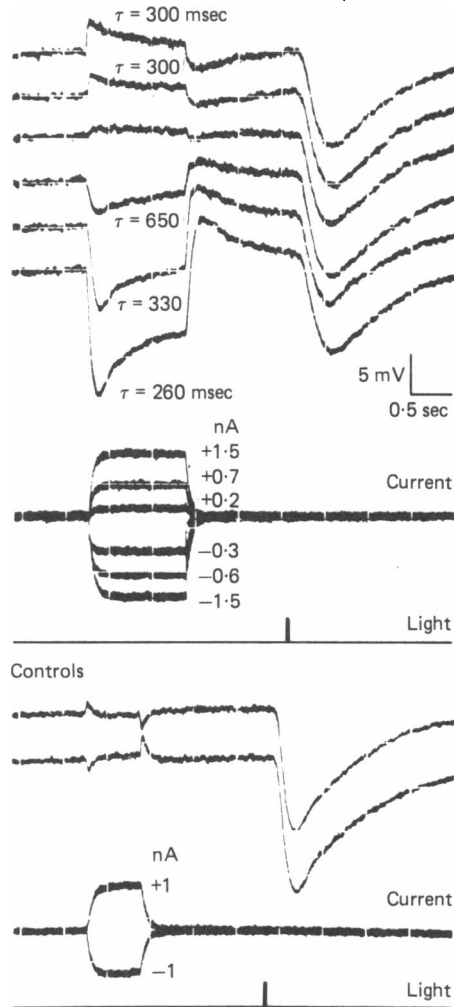 τ = 300 msec
τ = 300
τ = 650
τ = 330
τ = 260 msec
5 mV
0·5 sec
nA
+1·5
+0·7
+0·2
−0·3
−0·6
−1·5
Current
Light
Controls
nA
+1
−1
Current
Light